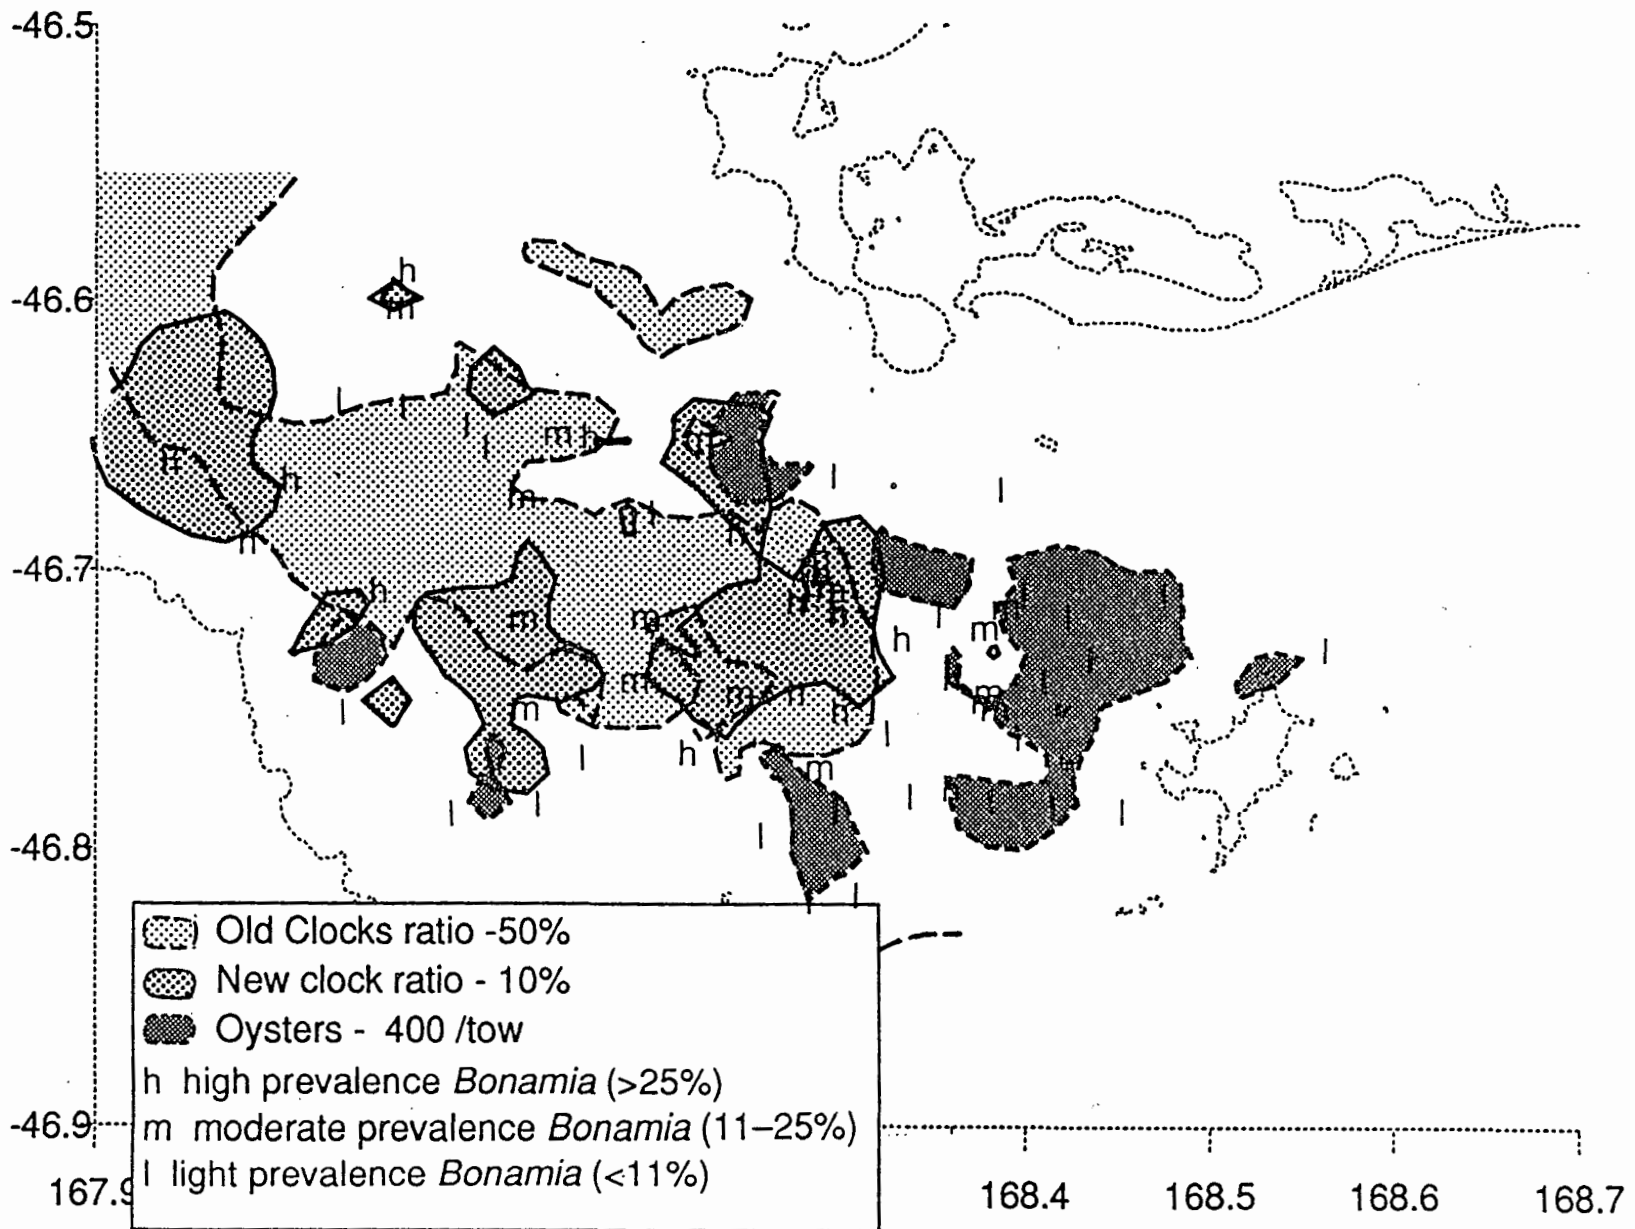 -46.5
-46.6
-46.7
-46.8
-46.9
h
m
l l l l
m h
h
m l
h
h
h
m
m
h
m
m
m
h
m
l
l l
l l
l
l
l
l
l
l
l
l
m
Old Clocks ratio -50%
New clock ratio - 10%
Oysters - 400 /tow
h high prevalence Bonamia (>25%)
m moderate prevalence Bonamia (11–25%)
l light prevalence Bonamia (<11%)
167.9 168.4 168.5 168.6 168.7